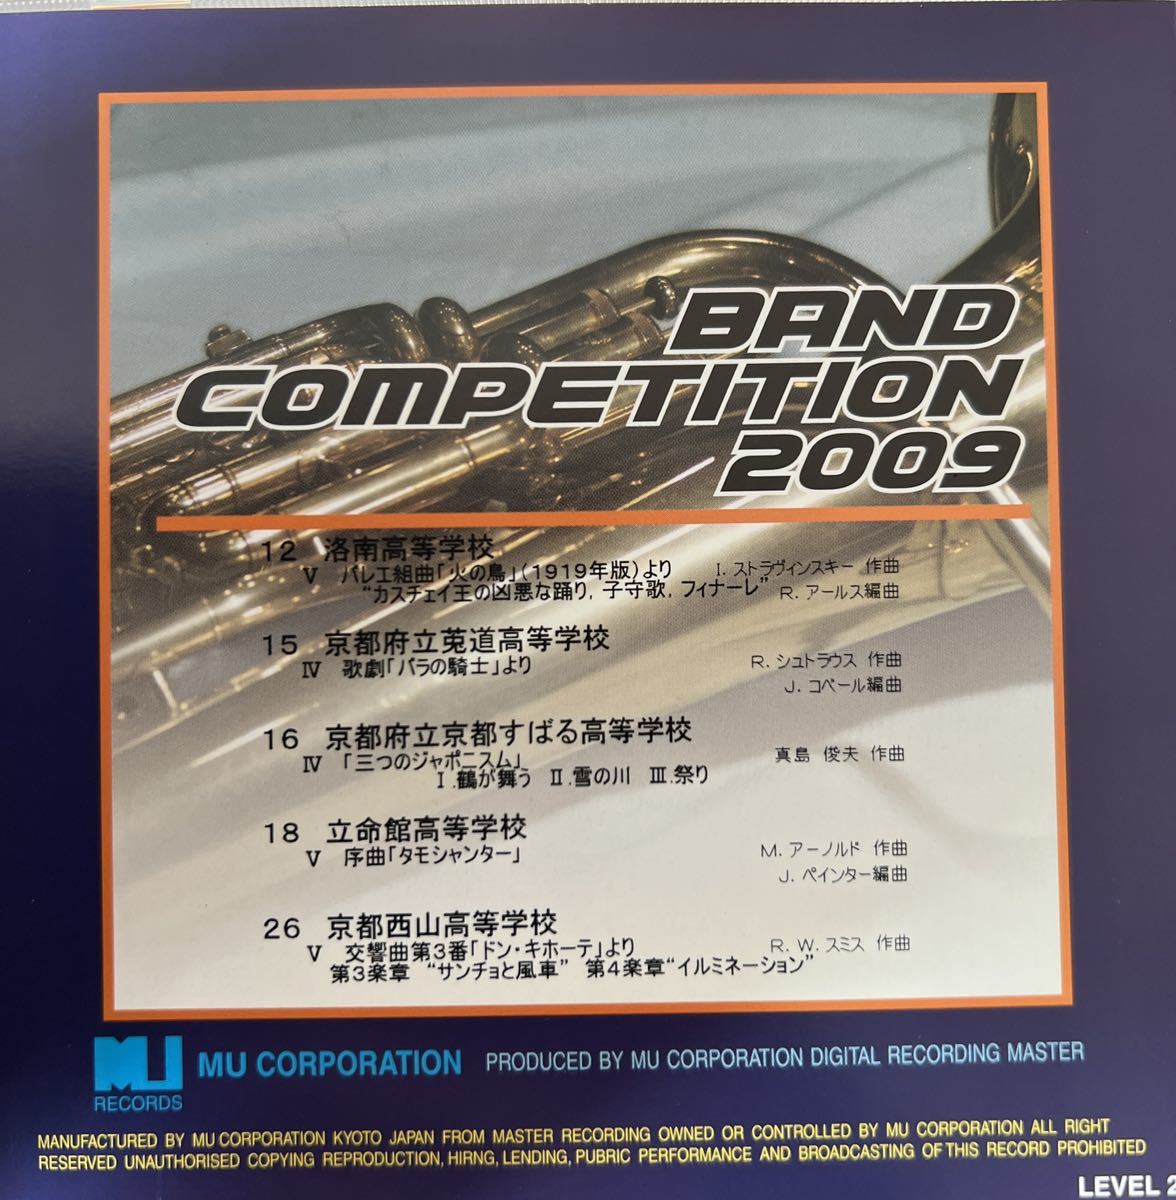 BAND
COMPETITION
2009
12 洛南高等学校
Ⅴ バレエ組曲「火の鳥」(1919年版)より I. ストラヴィンスキー 作曲
“カスチェイ王の凶悪な踊り, 子守歌, フィナーレ” R. アールス編曲
15 京都府立莵道高等学校
Ⅳ 歌劇「バラの騎士」より R. シュトラウス 作曲
J. コペール編曲
16 京都府立京都すばる高等学校
Ⅳ 「三つのジャポニスム」 真島 俊夫 作曲
Ⅰ.鶴が舞う Ⅱ.雪の川 Ⅲ.祭り
18 立命館高等学校
Ⅴ 序曲「タモシャンター」 M. アーノルド 作曲
J. ペインター編曲
26 京都西山高等学校
Ⅴ 交響曲第3番「ドン・キホーテ」より R. W. スミス 作曲
第3楽章 “サンチョと風車” 第4楽章“イルミネーション”
MU RECORDS
MU CORPORATION PRODUCED BY MU CORPORATION DIGITAL RECORDING MASTER
MANUFACTURED BY MU CORPORATION KYOTO JAPAN FROM MASTER RECORDING OWNED OR CONTROLLED BY MU CORPORATION ALL RIGHT
RESERVED UNAUTHORISED COPYING REPRODUCTION, HIRNG, LENDING, PUBRIC PERFORMANCE AND BROADCASTING OF THIS RECORD PROHIBITED
LEVEL 2